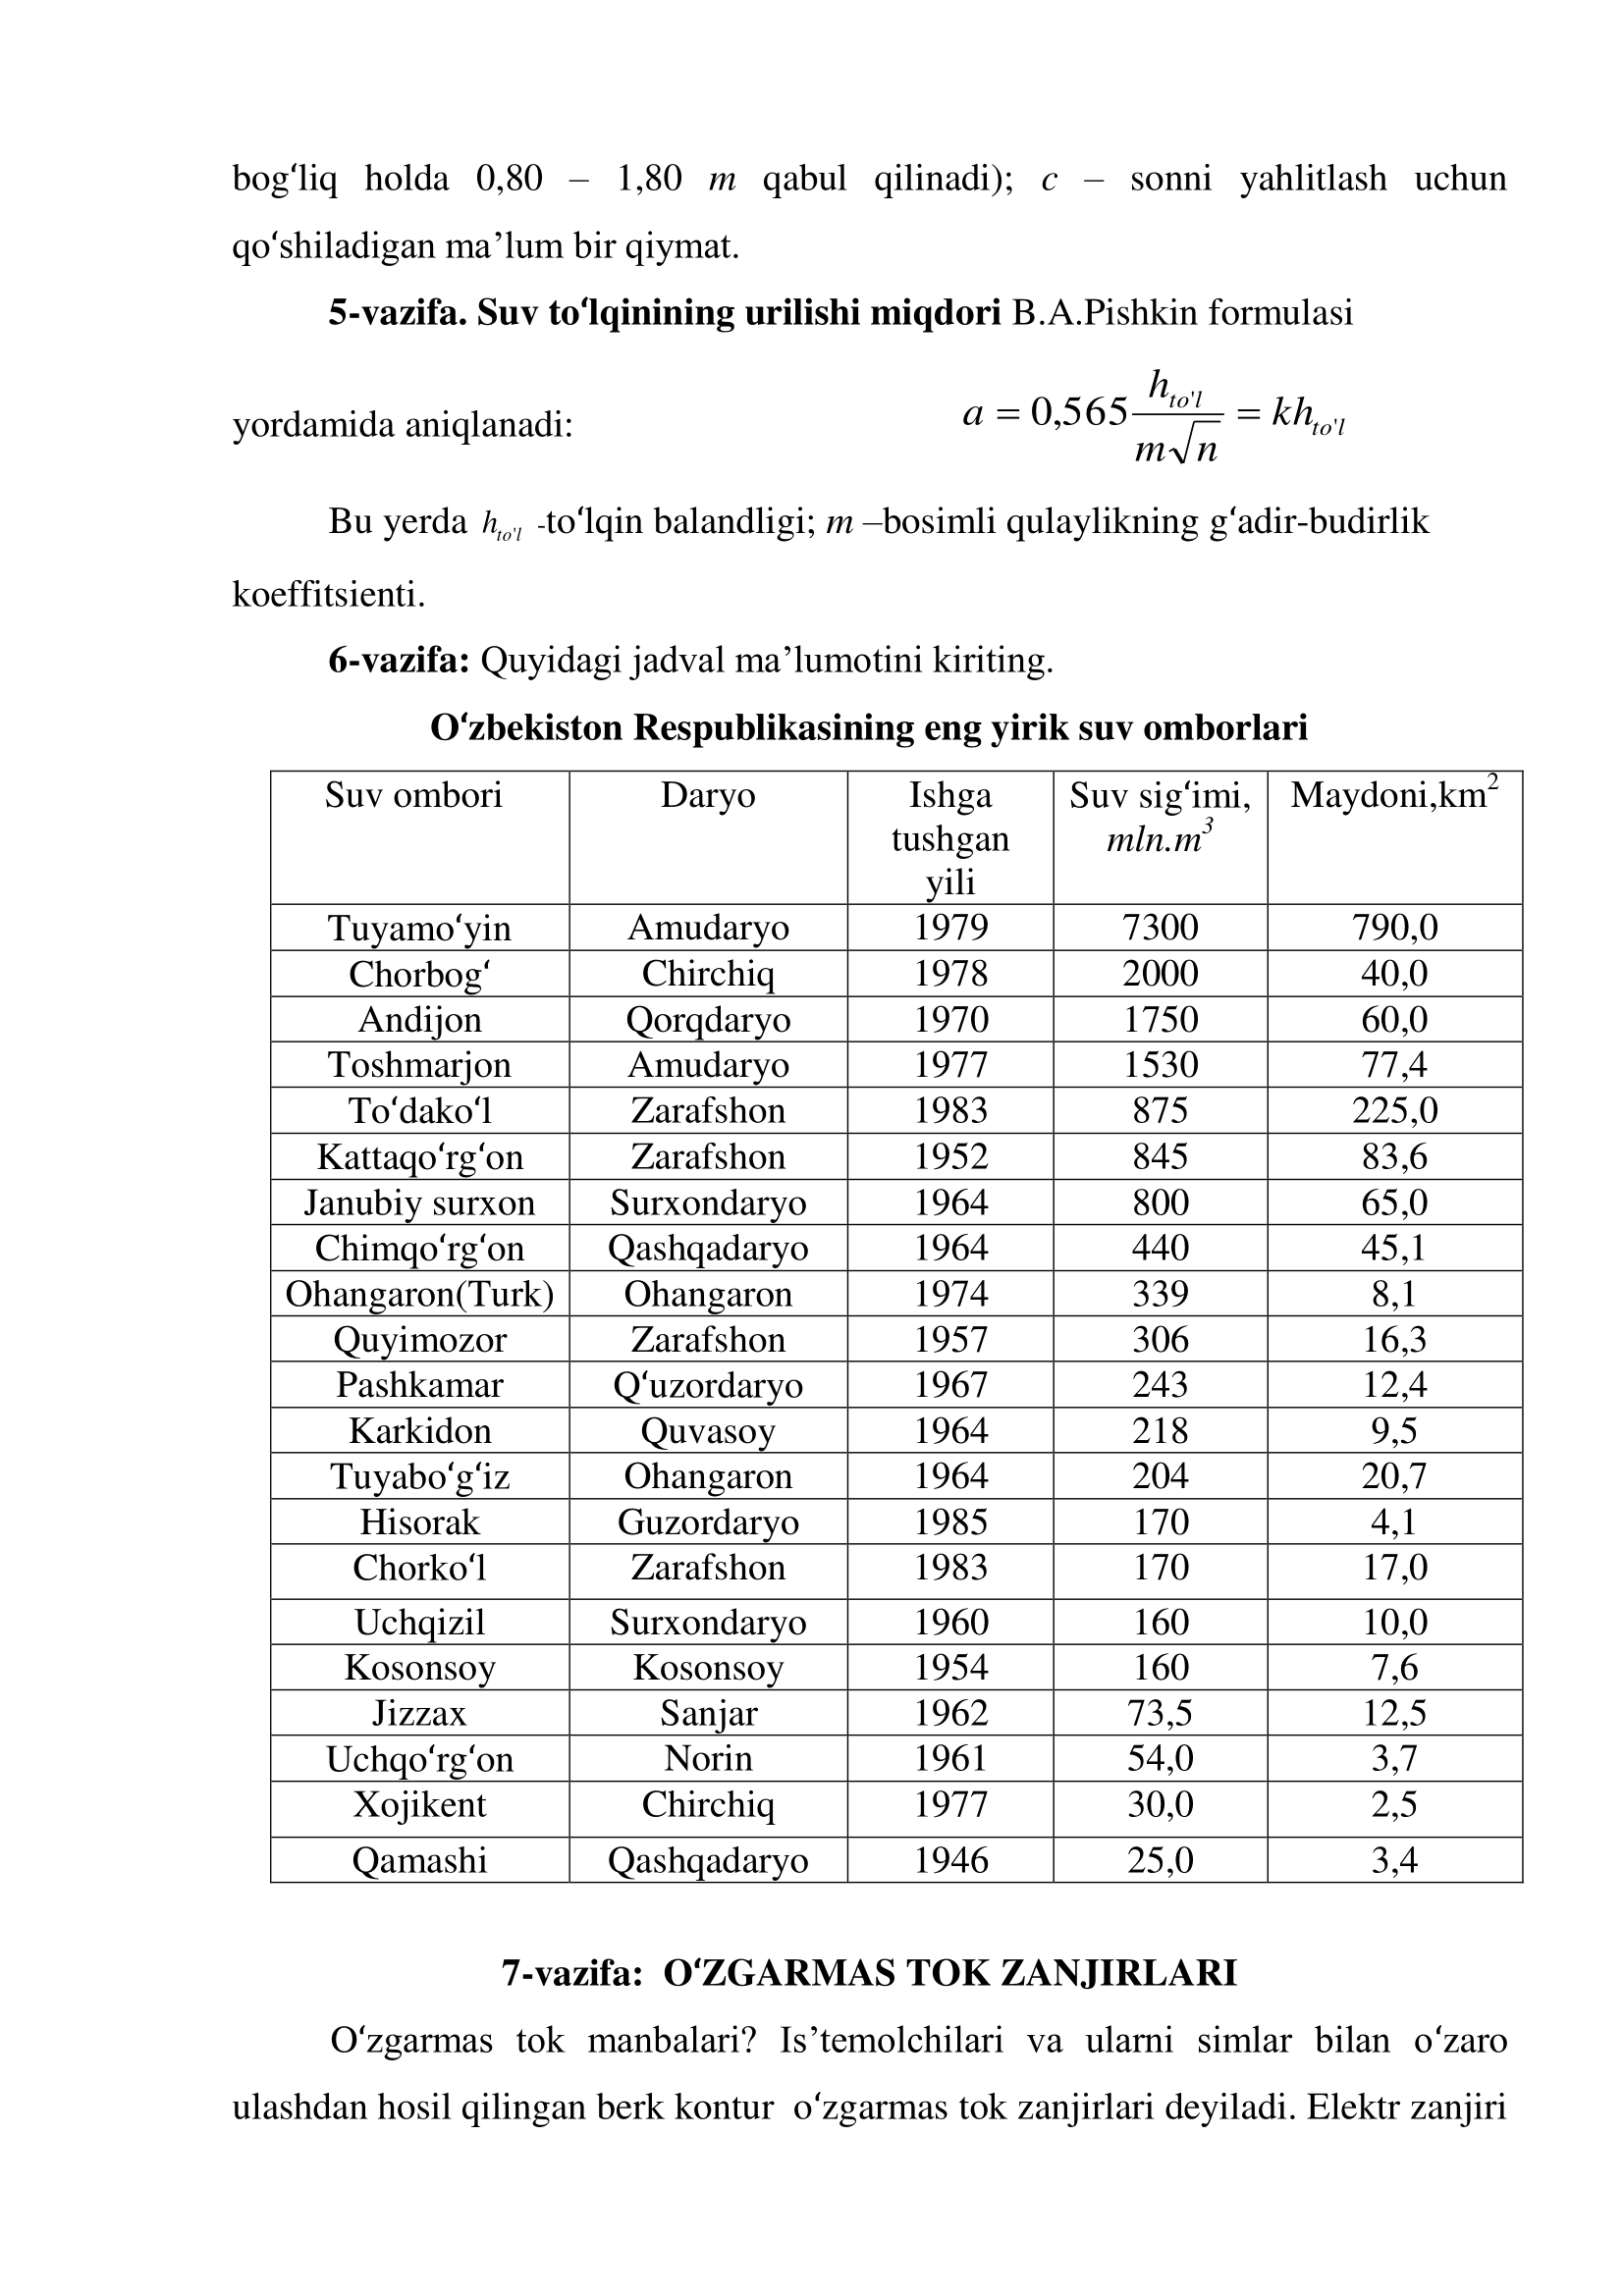 bogʻliq holda 0,80 – 1,80 m qabul qilinadi); c – sonni yahlitlash uchun
qoʻshiladigan ma’lum bir qiymat.
5-vazifa. Suv toʻlqinining urilishi miqdori B.A.Pishkin formulasi
yordamida aniqlanadi: a = 0,565 h_{to'l} / (m√n) = kh_{to'l}
Bu yerda h_{to'l} -toʻlqin balandligi; m –bosimli qulaylikning gʻadir-budirlik
koeffitsienti.
6-vazifa: Quyidagi jadval ma’lumotini kiriting.
Oʻzbekiston Respublikasining eng yirik suv omborlari
Suv ombori Daryo Ishga tushgan yili Suv sigʻimi, mln.m³ Maydoni,km²
Tuyamoʻyin Amudaryo 1979 7300 790,0
Chorbogʻ Chirchiq 1978 2000 40,0
Andijon Qorqdaryo 1970 1750 60,0
Toshmarjon Amudaryo 1977 1530 77,4
Toʻdakoʻl Zarafshon 1983 875 225,0
Kattaqoʻrgʻon Zarafshon 1952 845 83,6
Janubiy surxon Surxondaryo 1964 800 65,0
Chimqoʻrgʻon Qashqadaryo 1964 440 45,1
Ohangaron(Turk) Ohangaron 1974 339 8,1
Quyimozor Zarafshon 1957 306 16,3
Pashkamar Qʻuzordaryo 1967 243 12,4
Karkidon Quvasoy 1964 218 9,5
Tuyaboʻgʻiz Ohangaron 1964 204 20,7
Hisorak Guzordaryo 1985 170 4,1
Chorkoʻl Zarafshon 1983 170 17,0
Uchqizil Surxondaryo 1960 160 10,0
Kosonsoy Kosonsoy 1954 160 7,6
Jizzax Sanjar 1962 73,5 12,5
Uchqoʻrgʻon Norin 1961 54,0 3,7
Xojikent Chirchiq 1977 30,0 2,5
Qamashi Qashqadaryo 1946 25,0 3,4
7-vazifa: OʻZGARMAS TOK ZANJIRLARI
Oʻzgarmas tok manbalari? Is’temolchilari va ularni simlar bilan oʻzaro
ulashdan hosil qilingan berk kontur oʻzgarmas tok zanjirlari deyiladi. Elektr zanjiri